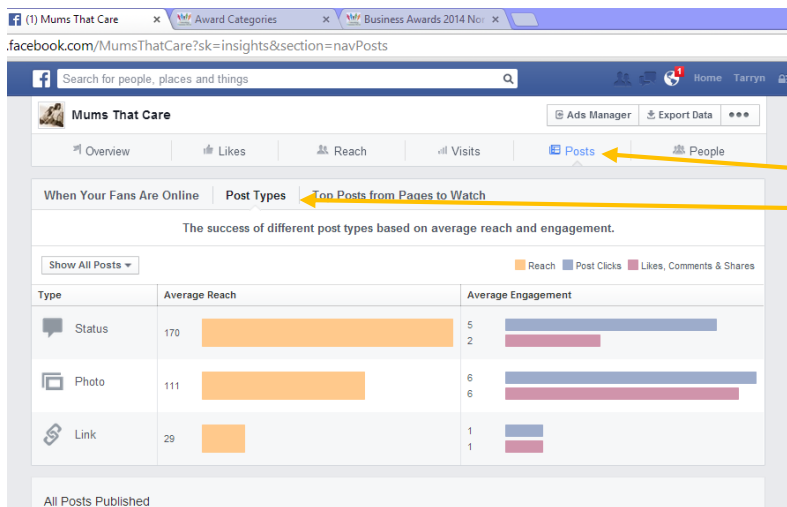 (1) Mums That Care × Award Categories × Business Awards 2014 Nor ×
.facebook.com/MumsThatCare?sk=insights&section=navPosts
f Search for people, places and things 1 Home Tarryn
Mums That Care Ads Manager Export Data
Overview Likes Reach Visits Posts People
When Your Fans Are Online Post Types Top Posts from Pages to Watch
The success of different post types based on average reach and engagement.
Show All Posts Reach Post Clicks Likes, Comments & Shares
Type Average Reach Average Engagement
Status 170 5
2
Photo 111 6
6
Link 29 1
1
All Posts Published